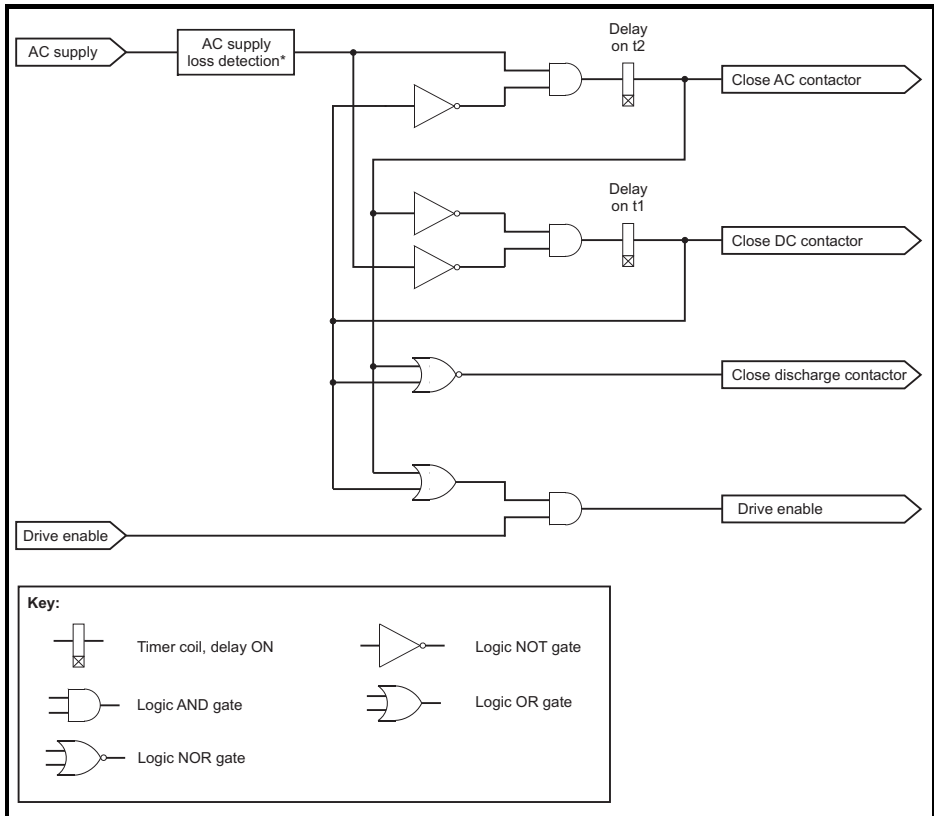 AC supply
AC supply
loss detection*
Delay
on t2
Close AC contactor
Delay
on t1
Close DC contactor
Close discharge contactor
Drive enable
Drive enable
Key:
Timer coil, delay ON
Logic NOT gate
Logic AND gate
Logic OR gate
Logic NOR gate